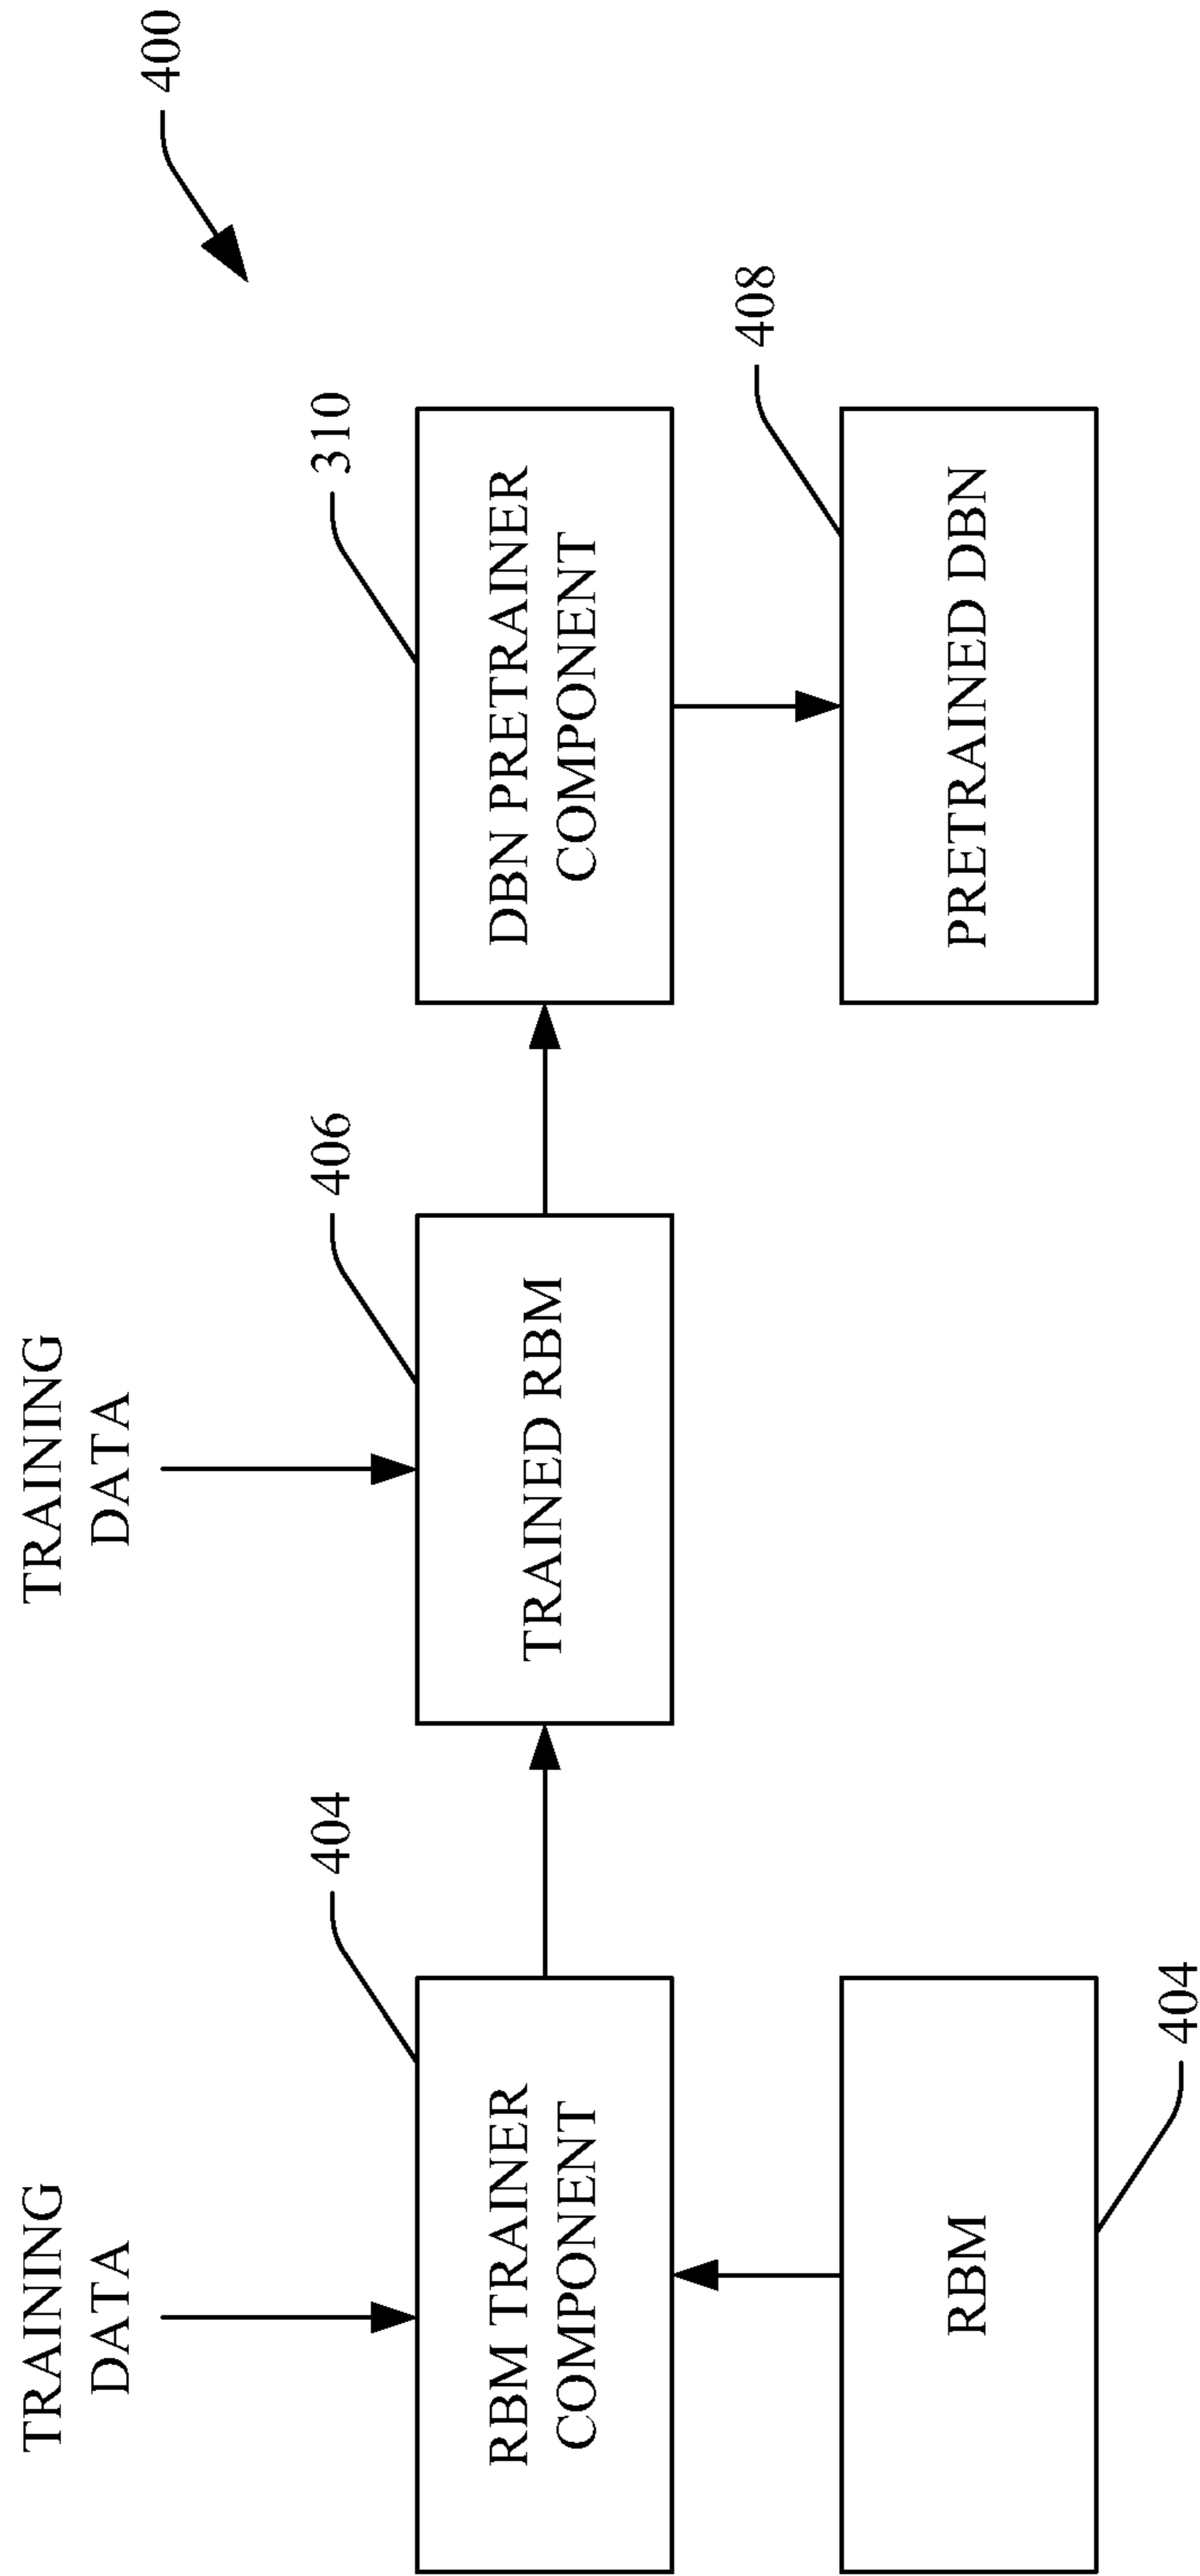 400
TRAINING
DATA
TRAINING
DATA
404
406
310
RBM TRAINER
COMPONENT
TRAINED RBM
DBN PRETRAINER
COMPONENT
408
RBM
PRETRAINED DBN
404